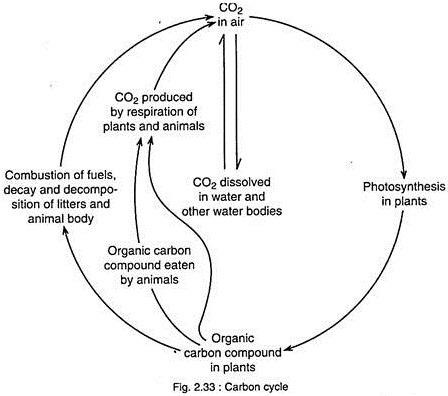 CO₂
in air
CO₂ produced
by respiration of
plants and animals
Combustion of fuels,
decay and decompo-
sition of litters and
animal body
CO₂ dissolved
in water and
other water bodies
Photosynthesis
in plants
Organic carbon
compound eaten
by animals
Organic
carbon compound
in plants
Fig. 2.33 : Carbon cycle